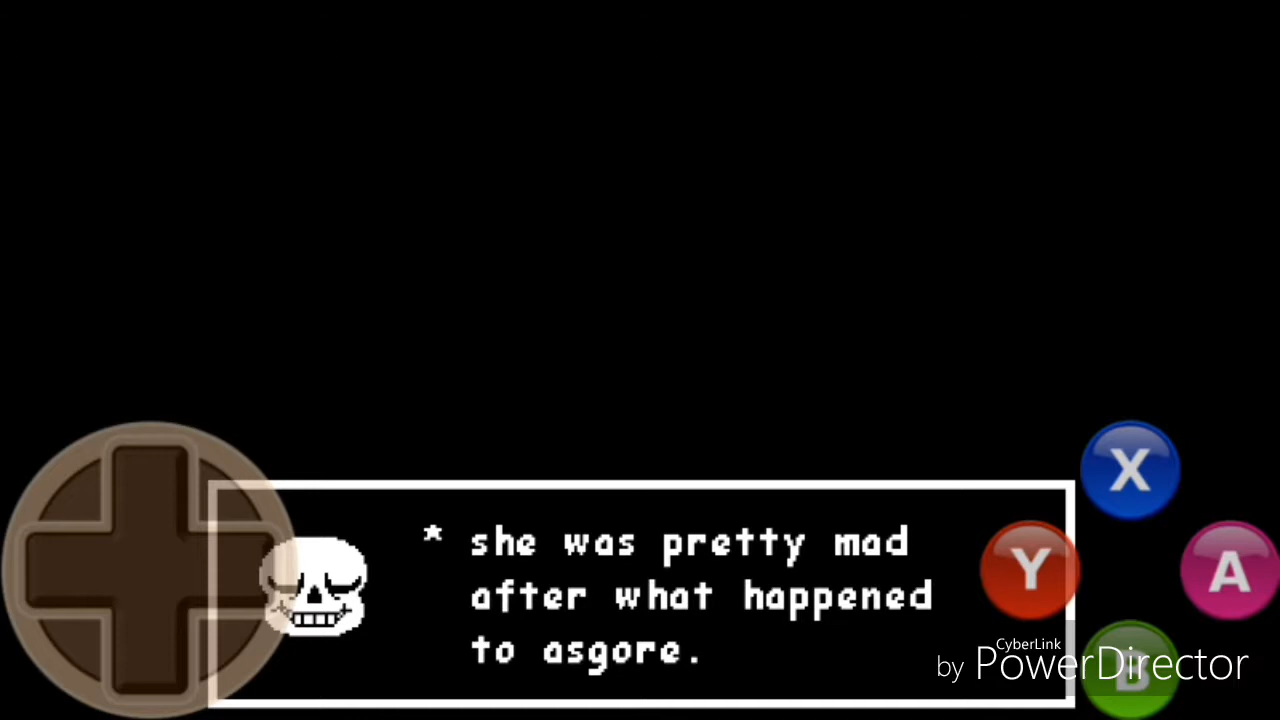 * she was pretty mad
after what happened
to asgore.
X
Y
A
B
CyberLink
by PowerDirector